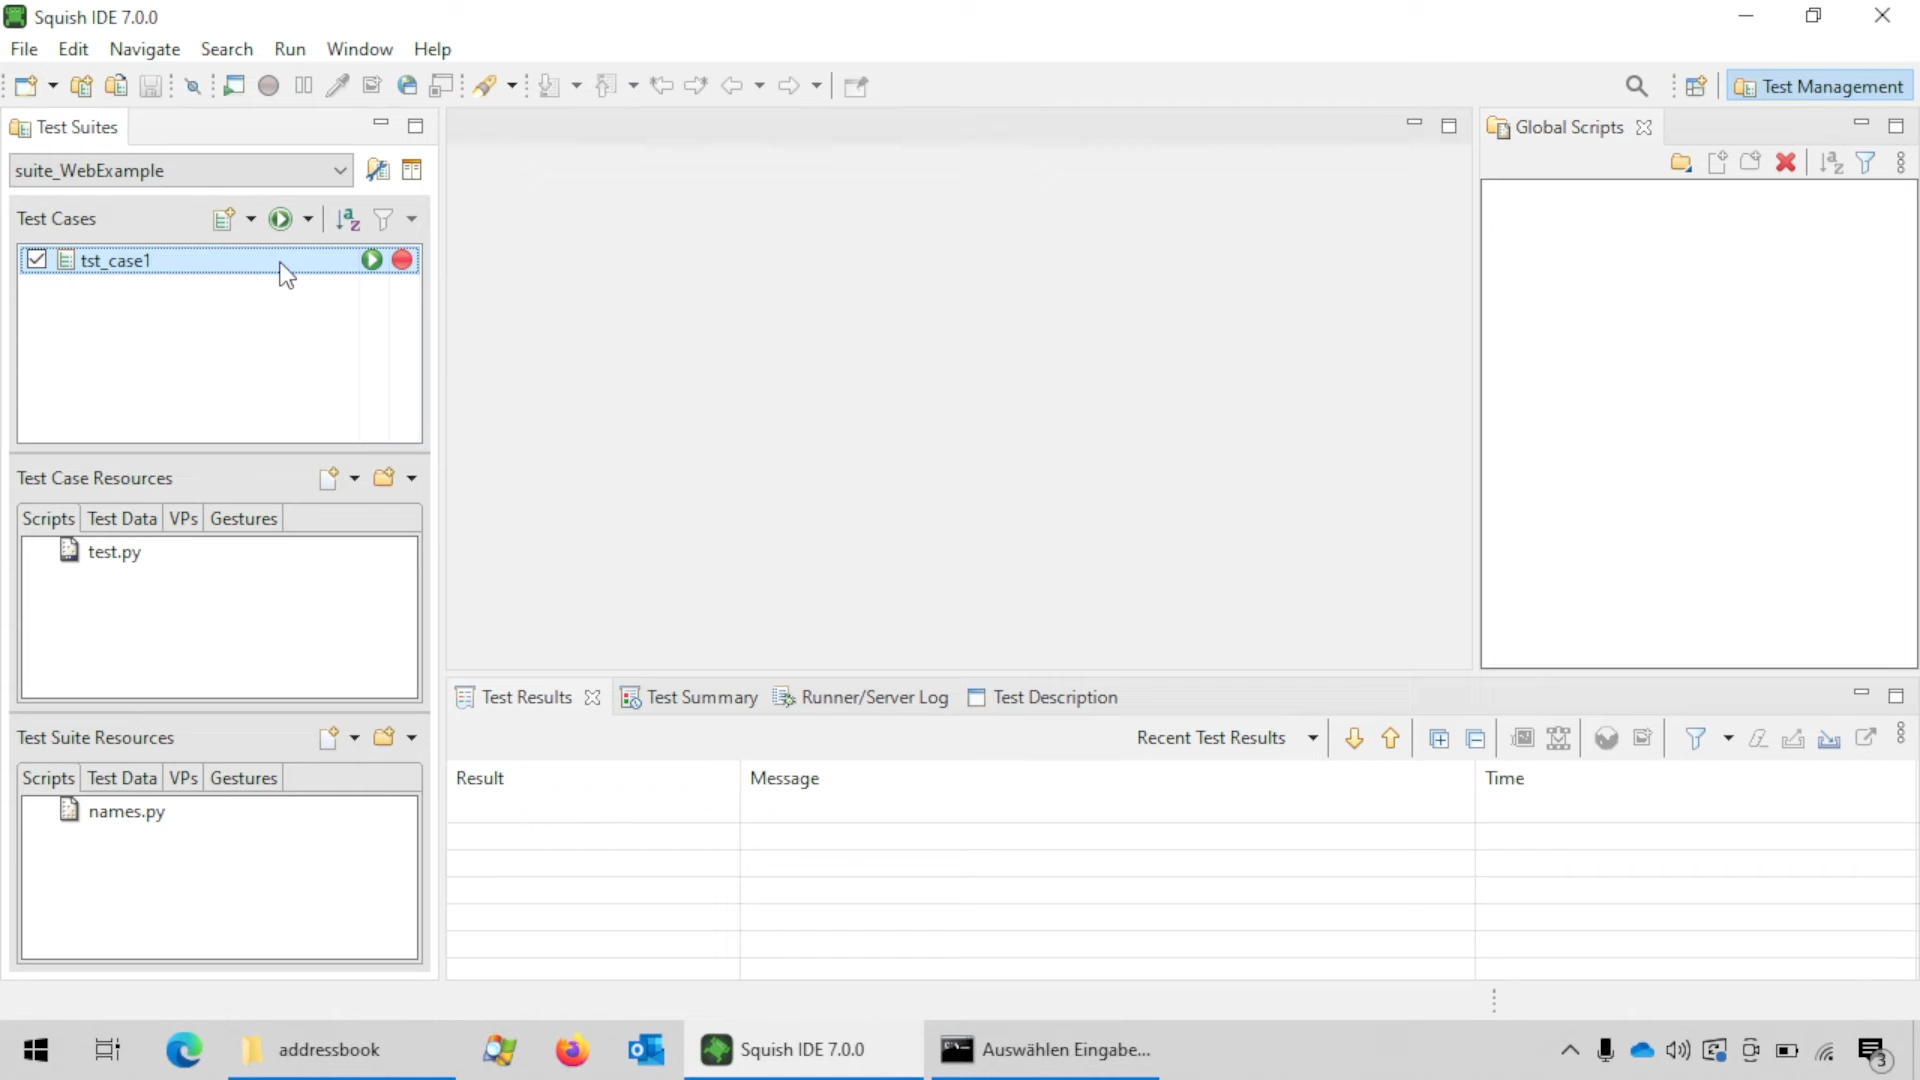 Squish IDE 7.0.0
File Edit Navigate Search Run Window Help
Test Management
Test Suites
Global Scripts
suite_WebExample
Test Cases
tst_case1
Test Case Resources
Scripts Test Data VPs Gestures
test.py
Test Results Test Summary Runner/Server Log Test Description
Test Suite Resources
Recent Test Results
Scripts Test Data VPs Gestures
Result Message Time
names.py
addressbook Squish IDE 7.0.0 Auswählen Eingabe... 3